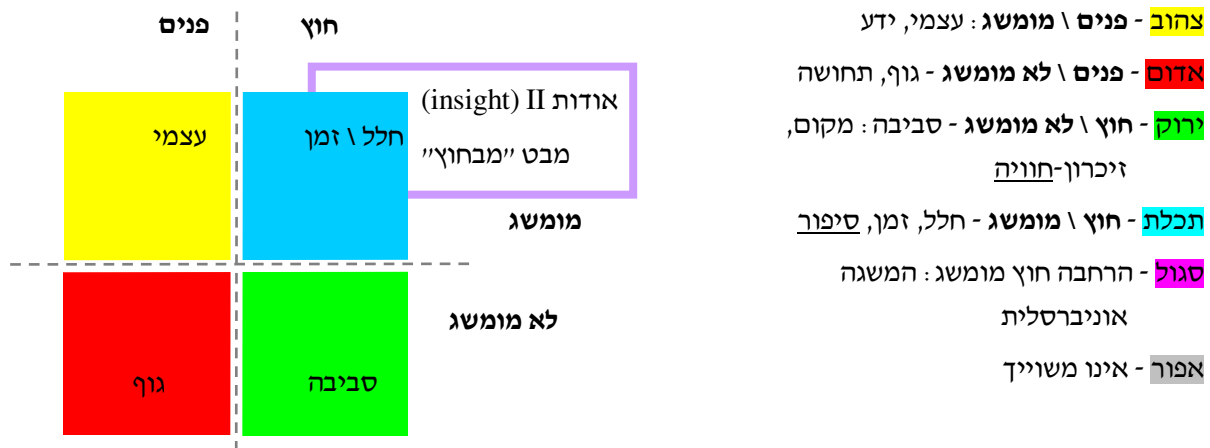 צהוב - פנים \ מומשג : עצמי, ידע
אדום - פנים \ לא מומשג - גוף, תחושה
ירוק - חוץ \ לא מומשג - סביבה : מקום,
זיכרון-חוויה
תכלת - חוץ \ מומשג - חלל, זמן, סיפור
סגול - הרחבה חוץ מומשג : המשגה
אוניברסלית
אפור - אינו משוייך
חוץ
פנים
אודות II (insight)
מבט "מבחוץ"
חלל \ זמן
עצמי
מומשג
לא מומשג
סביבה
גוף